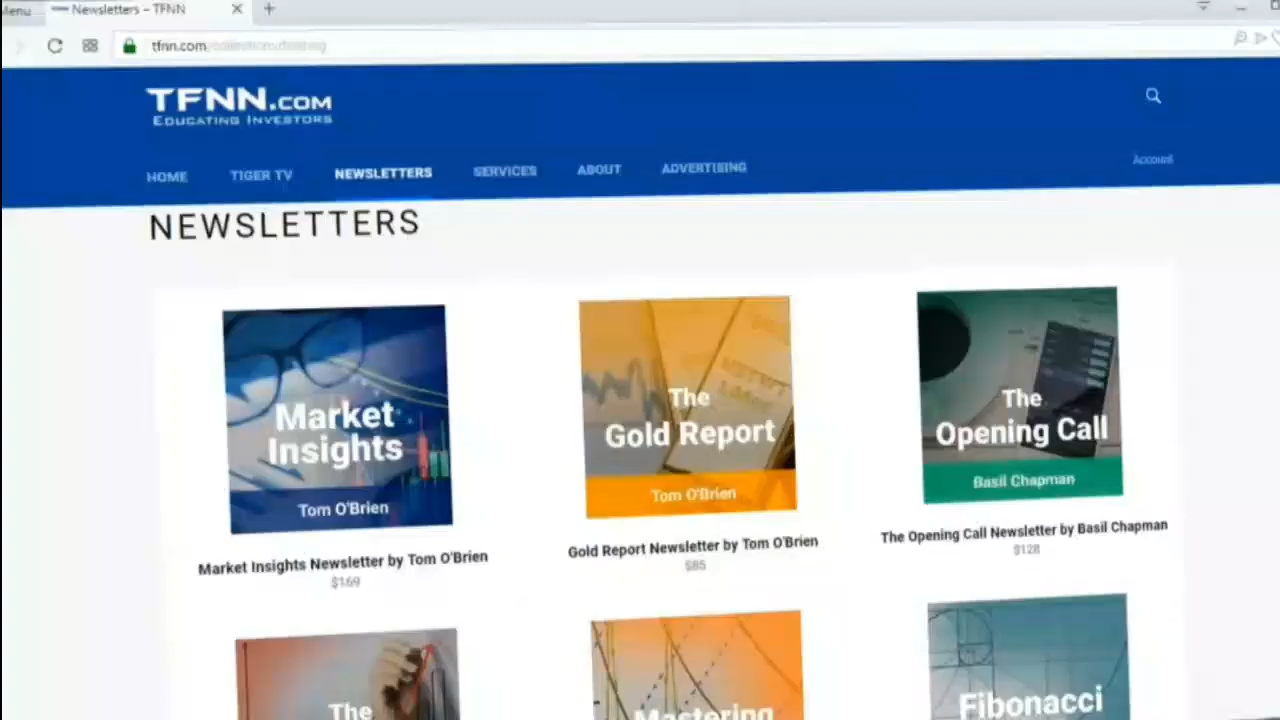 Menu
Newsletters – TFNN
tfnn.com
TFNN.COM
EDUCATING INVESTORS
HOME TIGER TV NEWSLETTERS SERVICES ABOUT ADVERTISING Account
NEWSLETTERS
Market
Insights
Tom O'Brien
The
Gold Report
Tom O'Brien
The
Opening Call
Basil Chapman
Market Insights Newsletter by Tom O'Brien
$169
Gold Report Newsletter by Tom O'Brien
$85
The Opening Call Newsletter by Basil Chapman
$128
The
Mastering
Fibonacci